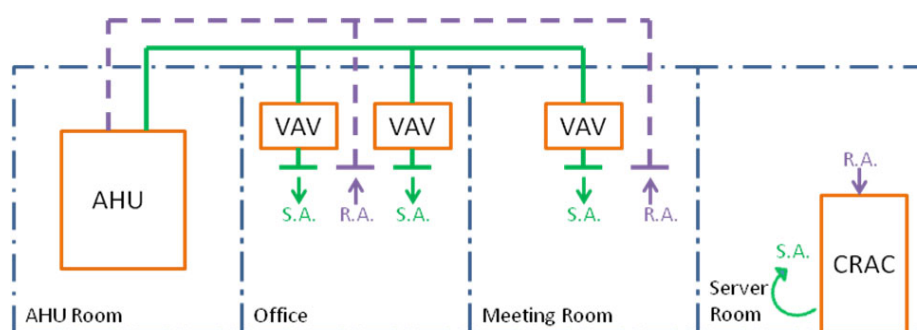 VAV
VAV
VAV
AHU
S.A.
R.A.
S.A.
S.A.
R.A.
R.A.
S.A.
CRAC
AHU Room
Office
Meeting Room
Server
Room